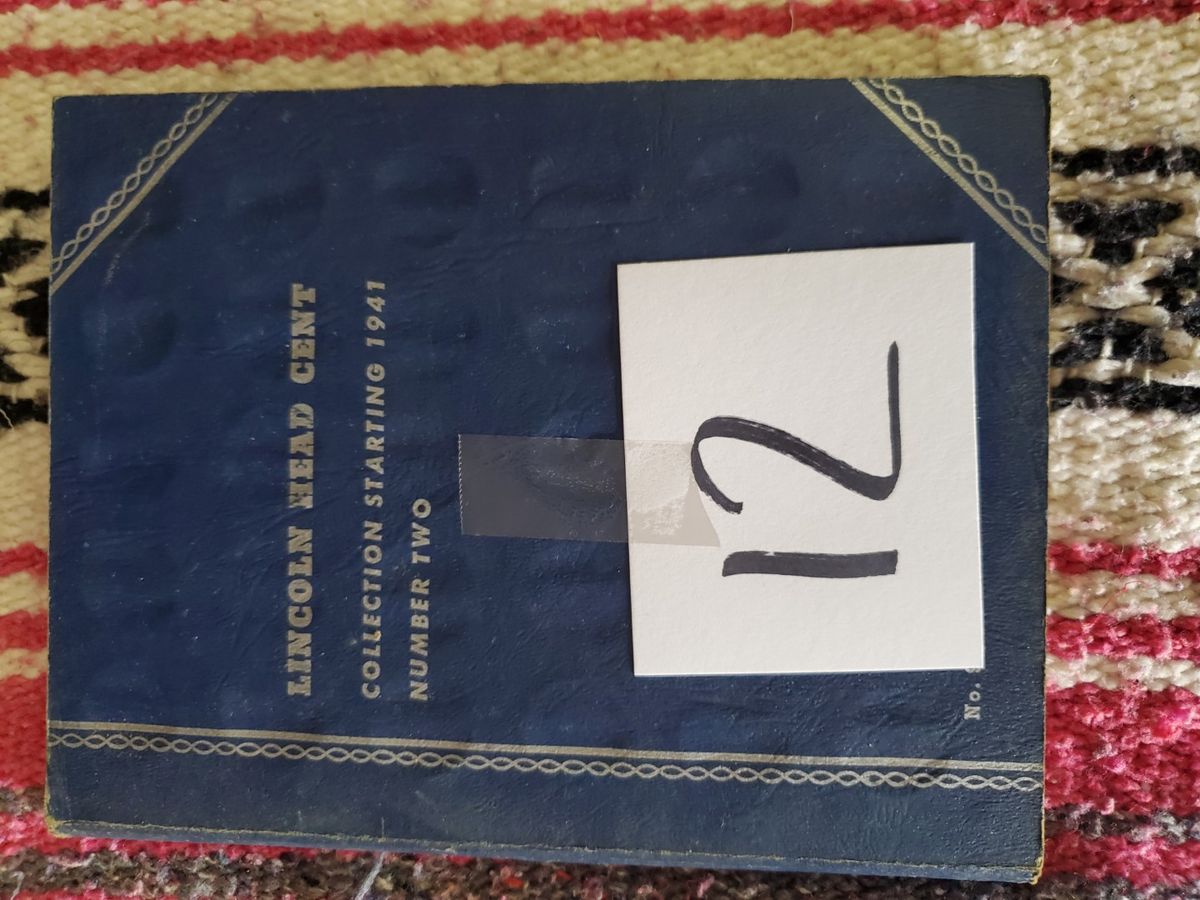 LINCOLN HEAD CENT
COLLECTION STARTING 1941
NUMBER TWO
12
No.